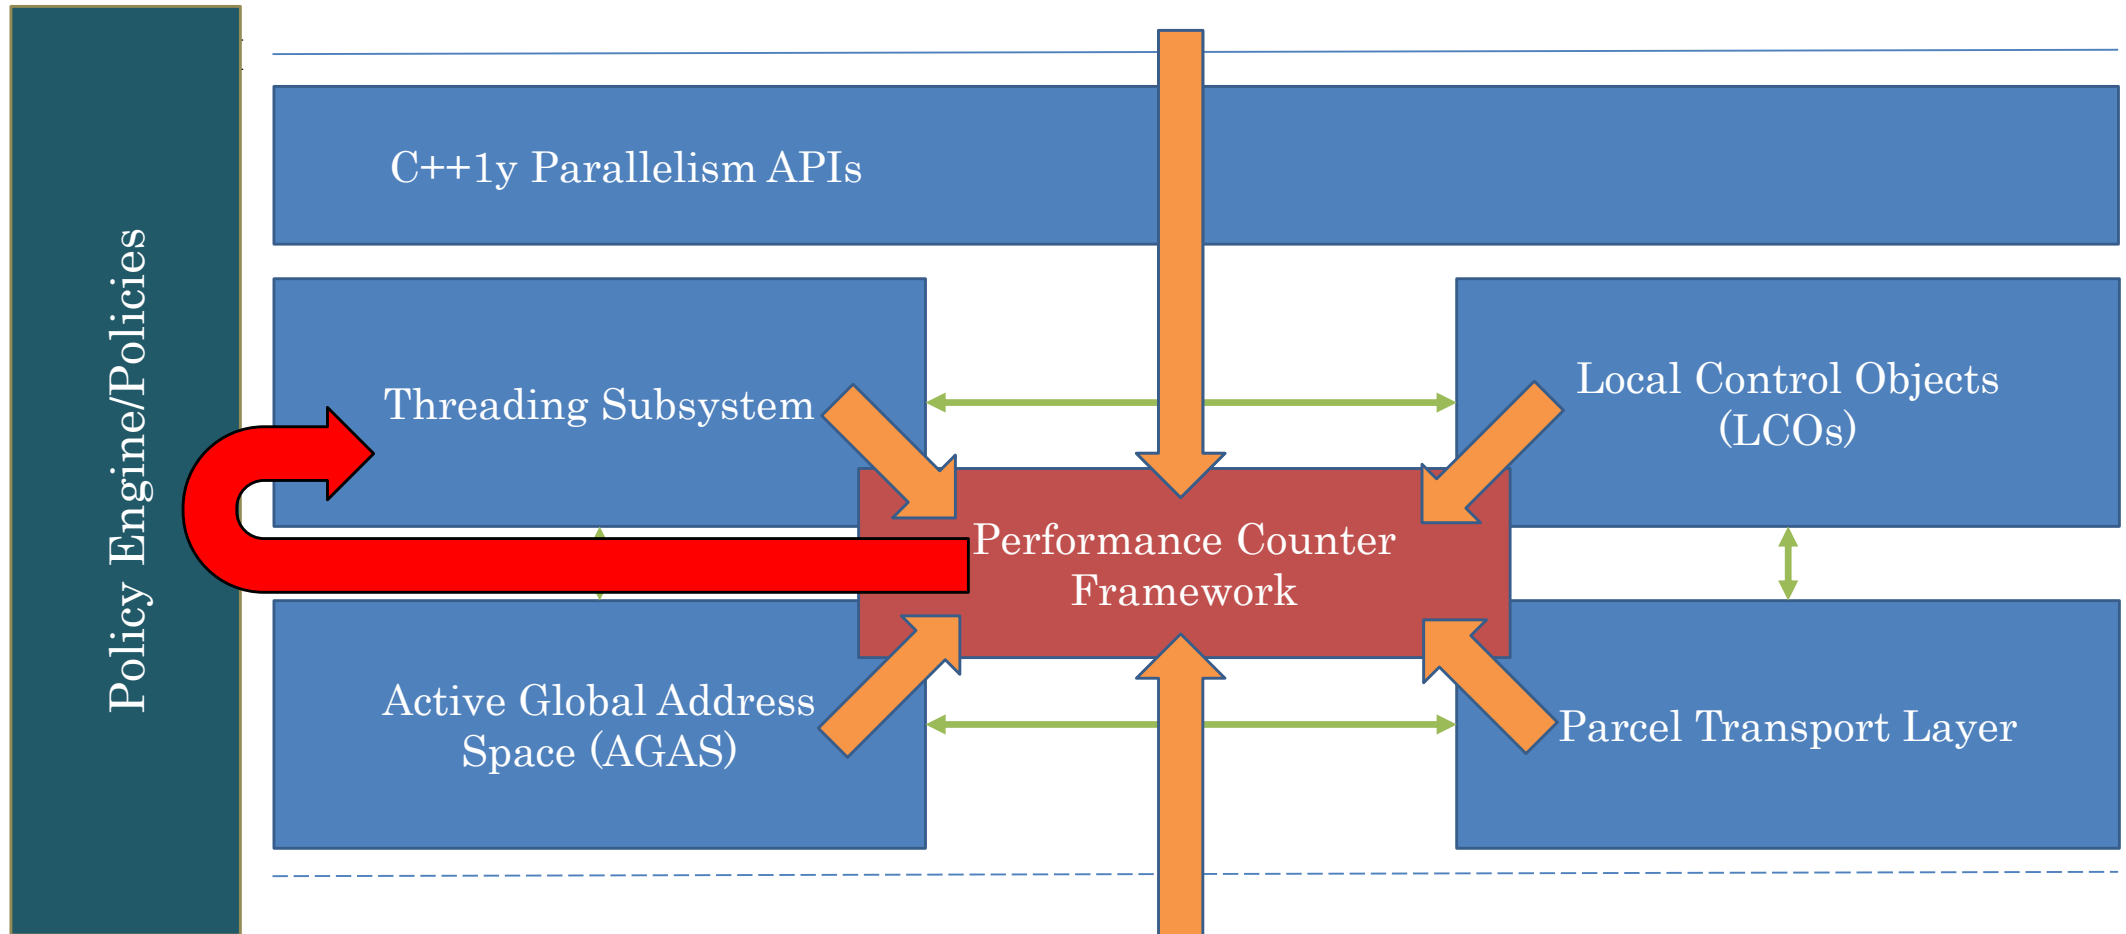 Policy Engine/Policies
C++1y Parallelism APIs
Threading Subsystem
Local Control Objects
(LCOs)
Performance Counter
Framework
Active Global Address
Space (AGAS)
Parcel Transport Layer